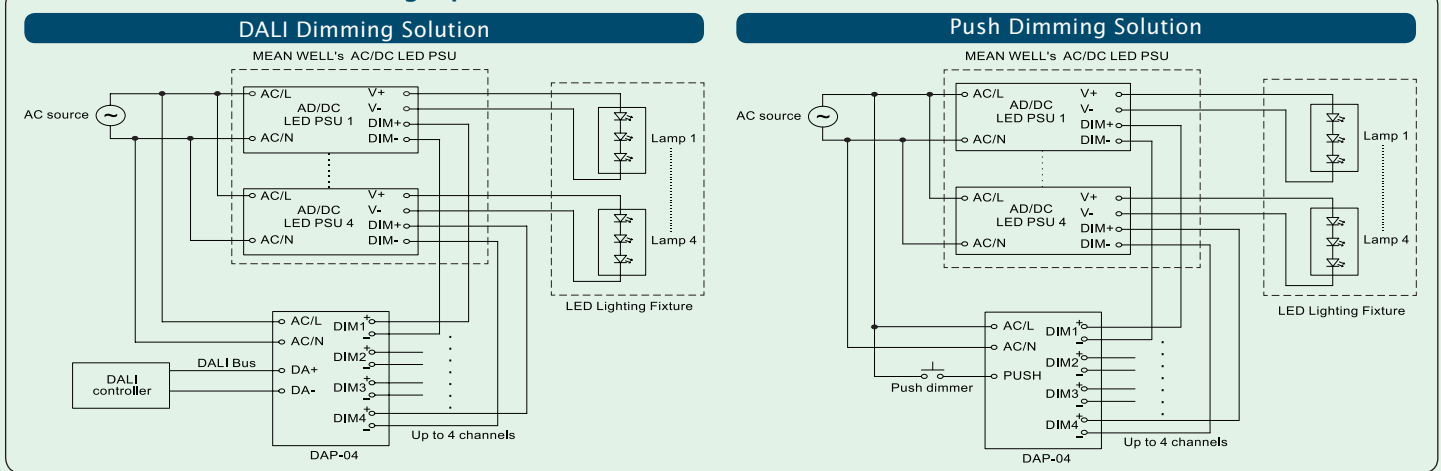 DALI Dimming Solution
MEAN WELL's AC/DC LED PSU
AC source
~
AC/L
AC/N
AD/DC
LED PSU 1
V+
V-
DIM+
DIM-
Lamp 1
AC/L
AC/N
AD/DC
LED PSU 4
V+
V-
DIM+
DIM-
Lamp 4
LED Lighting Fixture
AC/L
AC/N
DA+
DA-
DIM1
+
-
DIM2
+
-
DIM3
+
-
DIM4
+
-
DALI Bus
DALI
controller
Up to 4 channels
DAP-04
Push Dimming Solution
MEAN WELL's AC/DC LED PSU
AC source
~
AC/L
AC/N
AD/DC
LED PSU 1
V+
V-
DIM+
DIM-
Lamp 1
AC/L
AC/N
AD/DC
LED PSU 4
V+
V-
DIM+
DIM-
Lamp 4
LED Lighting Fixture
AC/L
AC/N
PUSH
DIM1
+
-
DIM2
+
-
DIM3
+
-
DIM4
+
-
Push dimmer
Up to 4 channels
DAP-04